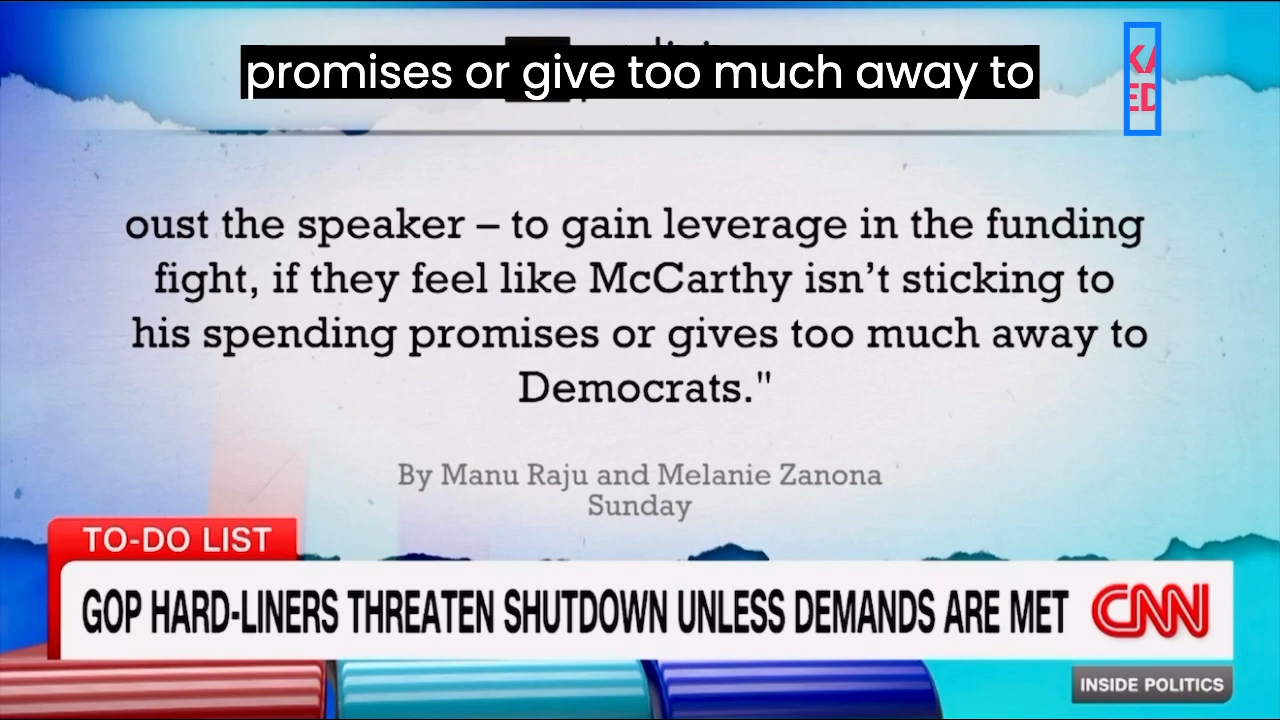 promises or give too much away to
KA
ED
oust the speaker – to gain leverage in the funding
fight, if they feel like McCarthy isn't sticking to
his spending promises or gives too much away to
Democrats."
By Manu Raju and Melanie Zanona
Sunday
TO-DO LIST
GOP HARD-LINERS THREATEN SHUTDOWN UNLESS DEMANDS ARE MET
CNN
INSIDE POLITICS